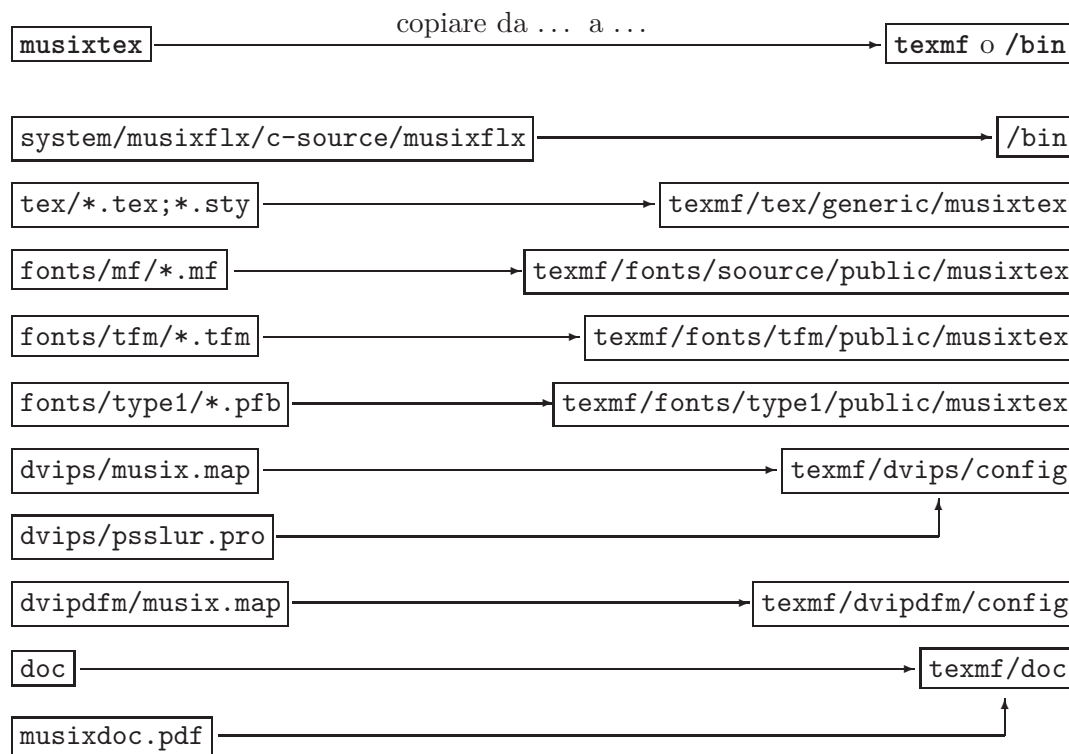 copiare da ... a ...
musixtex texmf o /bin
system/musixflx/c-source/musixflx /bin
tex/*.tex;*.sty texmf/tex/generic/musixtex
fonts/mf/*.mf texmf/fonts/soource/public/musixtex
fonts/tfm/*.tfm texmf/fonts/tfm/public/musixtex
fonts/type1/*.pfb texmf/fonts/type1/public/musixtex
dvips/musix.map texmf/dvips/config
dvips/psslur.pro
dvipdfm/musix.map texmf/dvipdfm/config
doc texmf/doc
musixdoc.pdf